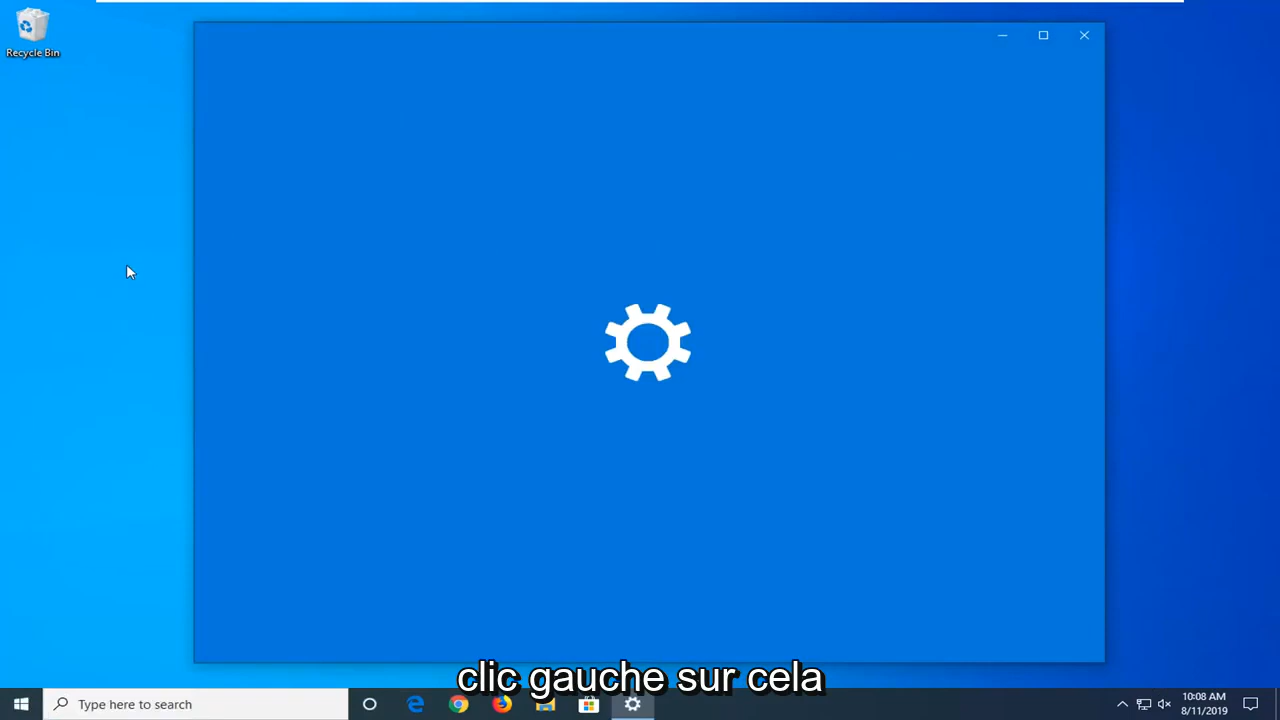 Recycle Bin
clic gauche sur cela
Type here to search
10:08 AM
8/11/2019